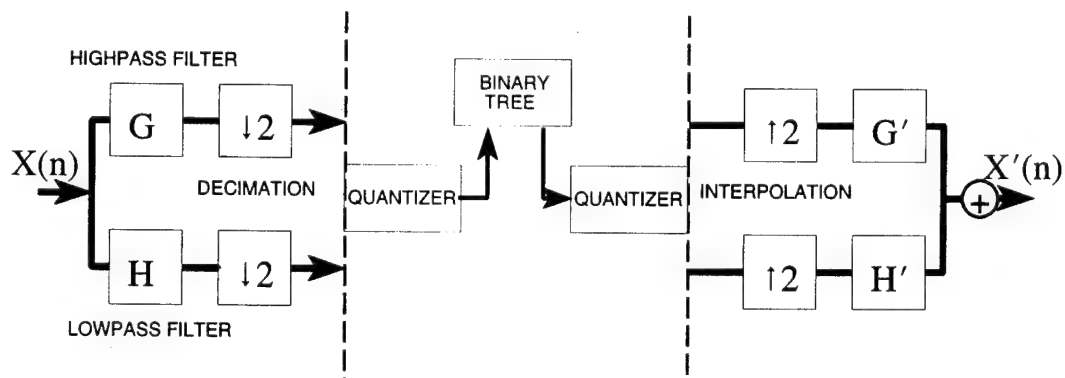 HIGHPASS FILTER
G
↓2
X(n)
DECIMATION
H
↓2
LOWPASS FILTER
QUANTIZER
BINARY
TREE
QUANTIZER
↑2
G′
INTERPOLATION
X′(n)
+
↑2
H′